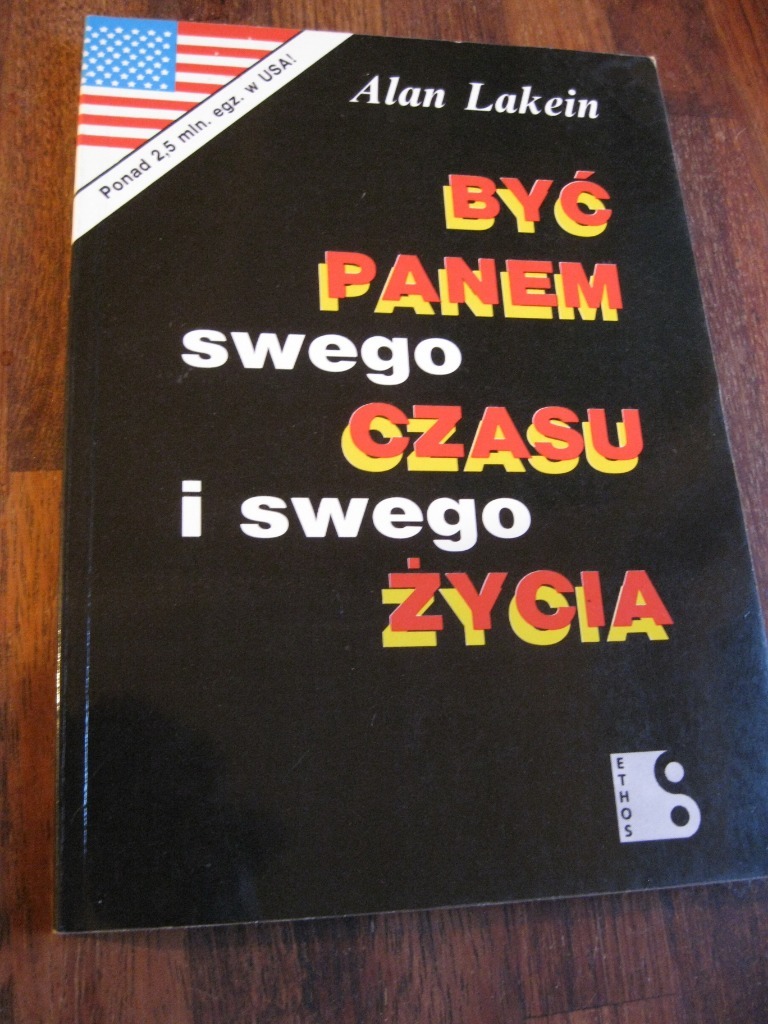 Ponad 2,5 mln. egz. w USA!
Alan Lakein
BYĆ
PANEM
swego
CZASU
i swego
ŻYCIA
ETHOS